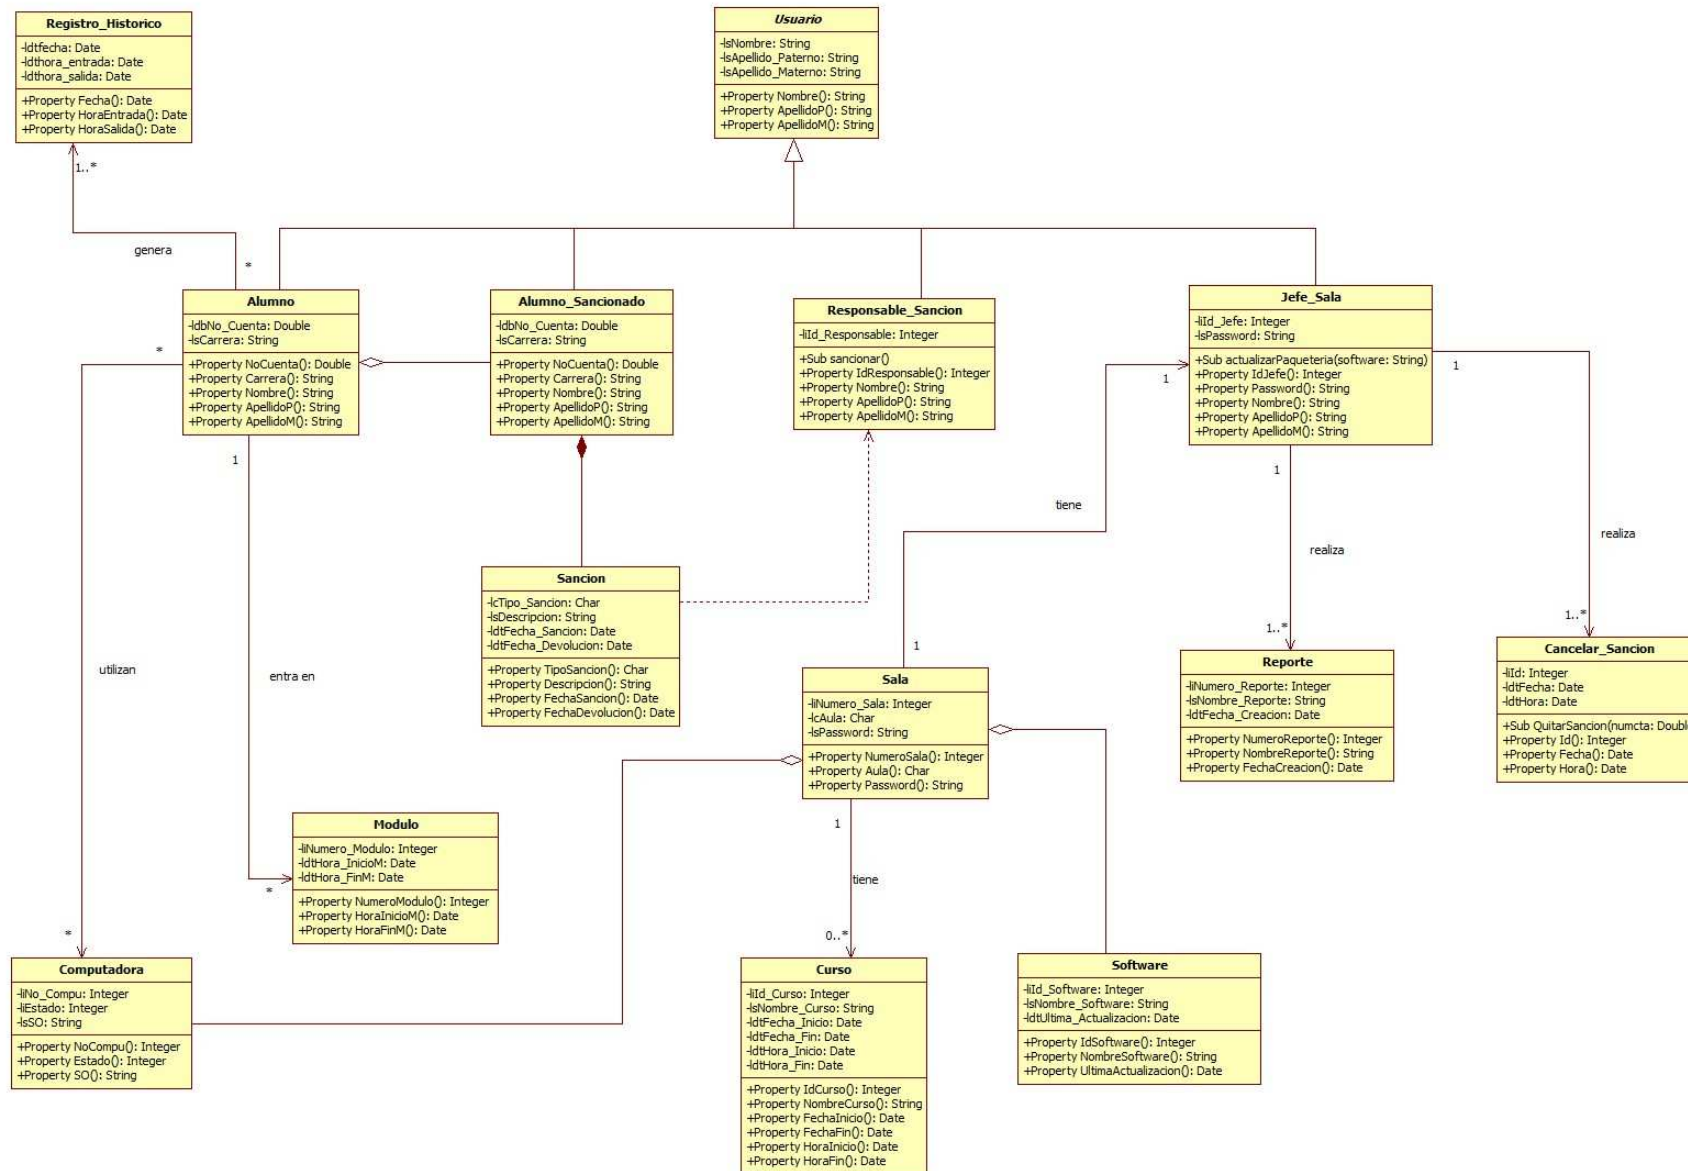 Registro_Historico
-ldtfecha: Date
-ldthora_entrada: Date
-ldthora_salida: Date
+Property Fecha(): Date
+Property HoraEntrada(): Date
+Property HoraSalida(): Date
Usuario
-lsNombre: String
-lsApellido_Paterno: String
-lsApellido_Materno: String
+Property Nombre(): String
+Property ApellidoP(): String
+Property ApellidoM(): String
1..*
genera
*
Alumno
-ldbNo_Cuenta: Double
-lsCarrera: String
+Property NoCuenta(): Double
+Property Carrera(): String
+Property Nombre(): String
+Property ApellidoP(): String
+Property ApellidoM(): String
Alumno_Sancionado
-ldbNo_Cuenta: Double
-lsCarrera: String
+Property NoCuenta(): Double
+Property Carrera(): String
+Property Nombre(): String
+Property ApellidoP(): String
+Property ApellidoM(): String
Responsable_Sancion
-liId_Responsable: Integer
+Sub sancionar()
+Property IdResponsable(): Integer
+Property Nombre(): String
+Property ApellidoP(): String
+Property ApellidoM(): String
Jefe_Sala
-liId_Jefe: Integer
-lsPassword: String
+Sub actualizarPaqueteria(software: String)
+Property IdJefe(): Integer
+Property Password(): String
+Property Nombre(): String
+Property ApellidoP(): String
+Property ApellidoM(): String
*
1
1
1
1
tiene
realiza
realiza
Sancion
-lcTipo_Sancion: Char
-lsDescripcion: String
-ldtFecha_Sancion: Date
-ldtFecha_Devolucion: Date
+Property TipoSancion(): Char
+Property Descripcion(): String
+Property FechaSancion(): Date
+Property FechaDevolucion(): Date
utilizan
entra en
1
1..*
1..*
Sala
-liNumero_Sala: Integer
-lcAula: Char
-lsPassword: String
+Property NumeroSala(): Integer
+Property Aula(): Char
+Property Password(): String
Reporte
-liNumero_Reporte: Integer
-lsNombre_Reporte: String
-ldtFecha_Creacion: Date
+Property NumeroReporte(): Integer
+Property NombreReporte(): String
+Property FechaCreacion(): Date
Cancelar_Sancion
-liId: Integer
-ldtFecha: Date
-ldtHora: Date
+Sub QuitarSancion(numcta: Double
+Property Id(): Integer
+Property Fecha(): Date
+Property Hora(): Date
Modulo
-liNumero_Modulo: Integer
-ldtHora_InicioM: Date
-ldtHora_FinM: Date
+Property NumeroModulo(): Integer
+Property HoraInicioM(): Date
+Property HoraFinM(): Date
1
tiene
*
*
0..*
Computadora
-liNo_Compu: Integer
-liEstado: Integer
-lsSO: String
+Property NoCompu(): Integer
+Property Estado(): Integer
+Property SO(): String
Curso
-liId_Curso: Integer
-lsNombre_Curso: String
-ldtFecha_Inicio: Date
-ldtFecha_Fin: Date
-ldtHora_Inicio: Date
-ldtHora_Fin: Date
+Property IdCurso(): Integer
+Property NombreCurso(): String
+Property FechaInicio(): Date
+Property FechaFin(): Date
+Property HoraInicio(): Date
+Property HoraFin(): Date
Software
-liId_Software: Integer
-lsNombre_Software: String
-ldtUltima_Actualizacion: Date
+Property IdSoftware(): Integer
+Property NombreSoftware(): String
+Property UltimaActualizacion(): Date